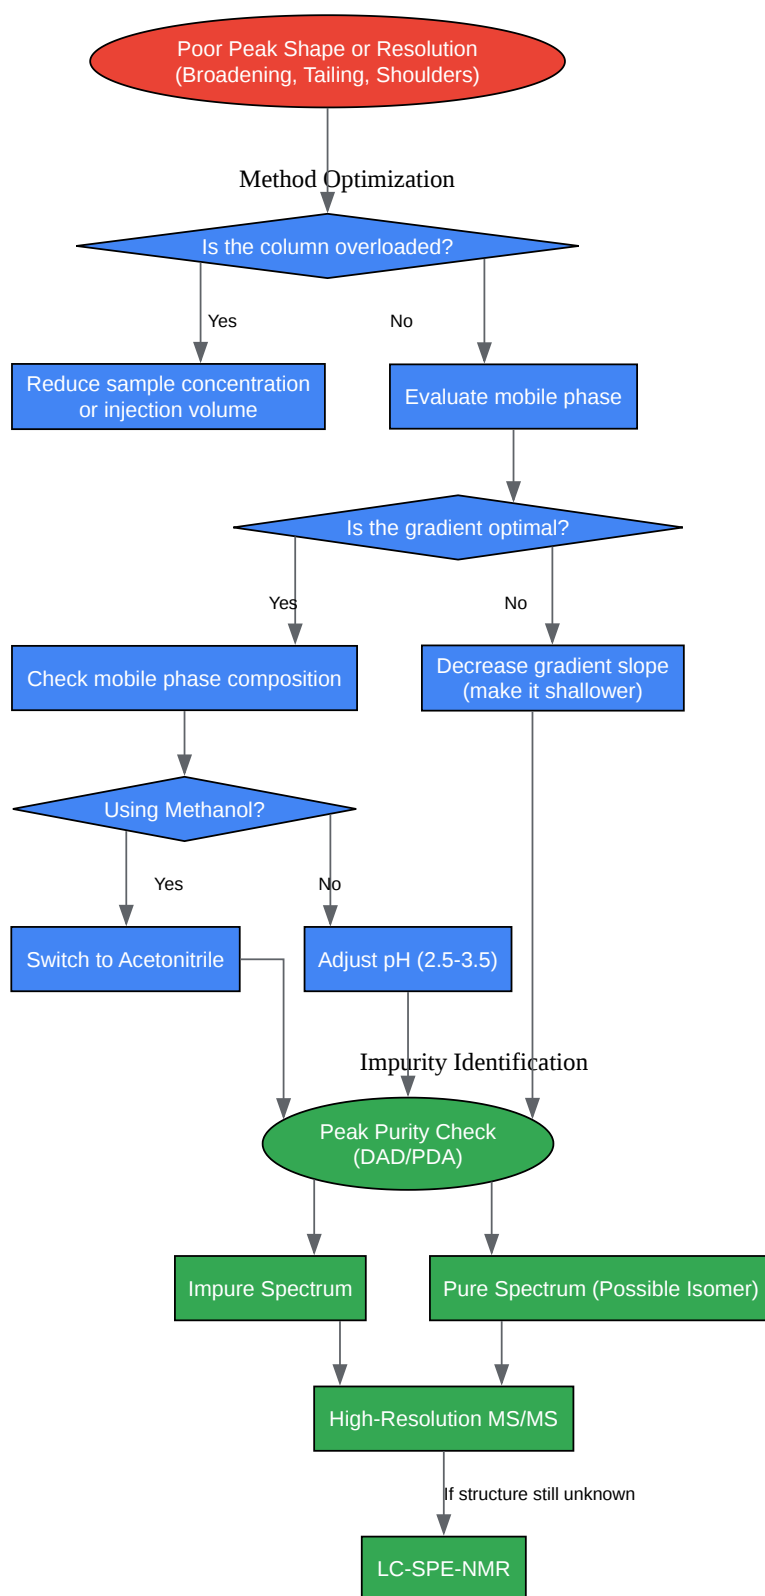 Poor Peak Shape or Resolution
(Broadening, Tailing, Shoulders)
Method Optimization
Is the column overloaded?
Yes
No
Reduce sample concentration
or injection volume
Evaluate mobile phase
Is the gradient optimal?
Yes
No
Check mobile phase composition
Decrease gradient slope
(make it shallower)
Using Methanol?
Yes
No
Switch to Acetonitrile
Adjust pH (2.5-3.5)
Impurity Identification
Peak Purity Check
(DAD/PDA)
Impure Spectrum
Pure Spectrum (Possible Isomer)
High-Resolution MS/MS
If structure still unknown
LC-SPE-NMR